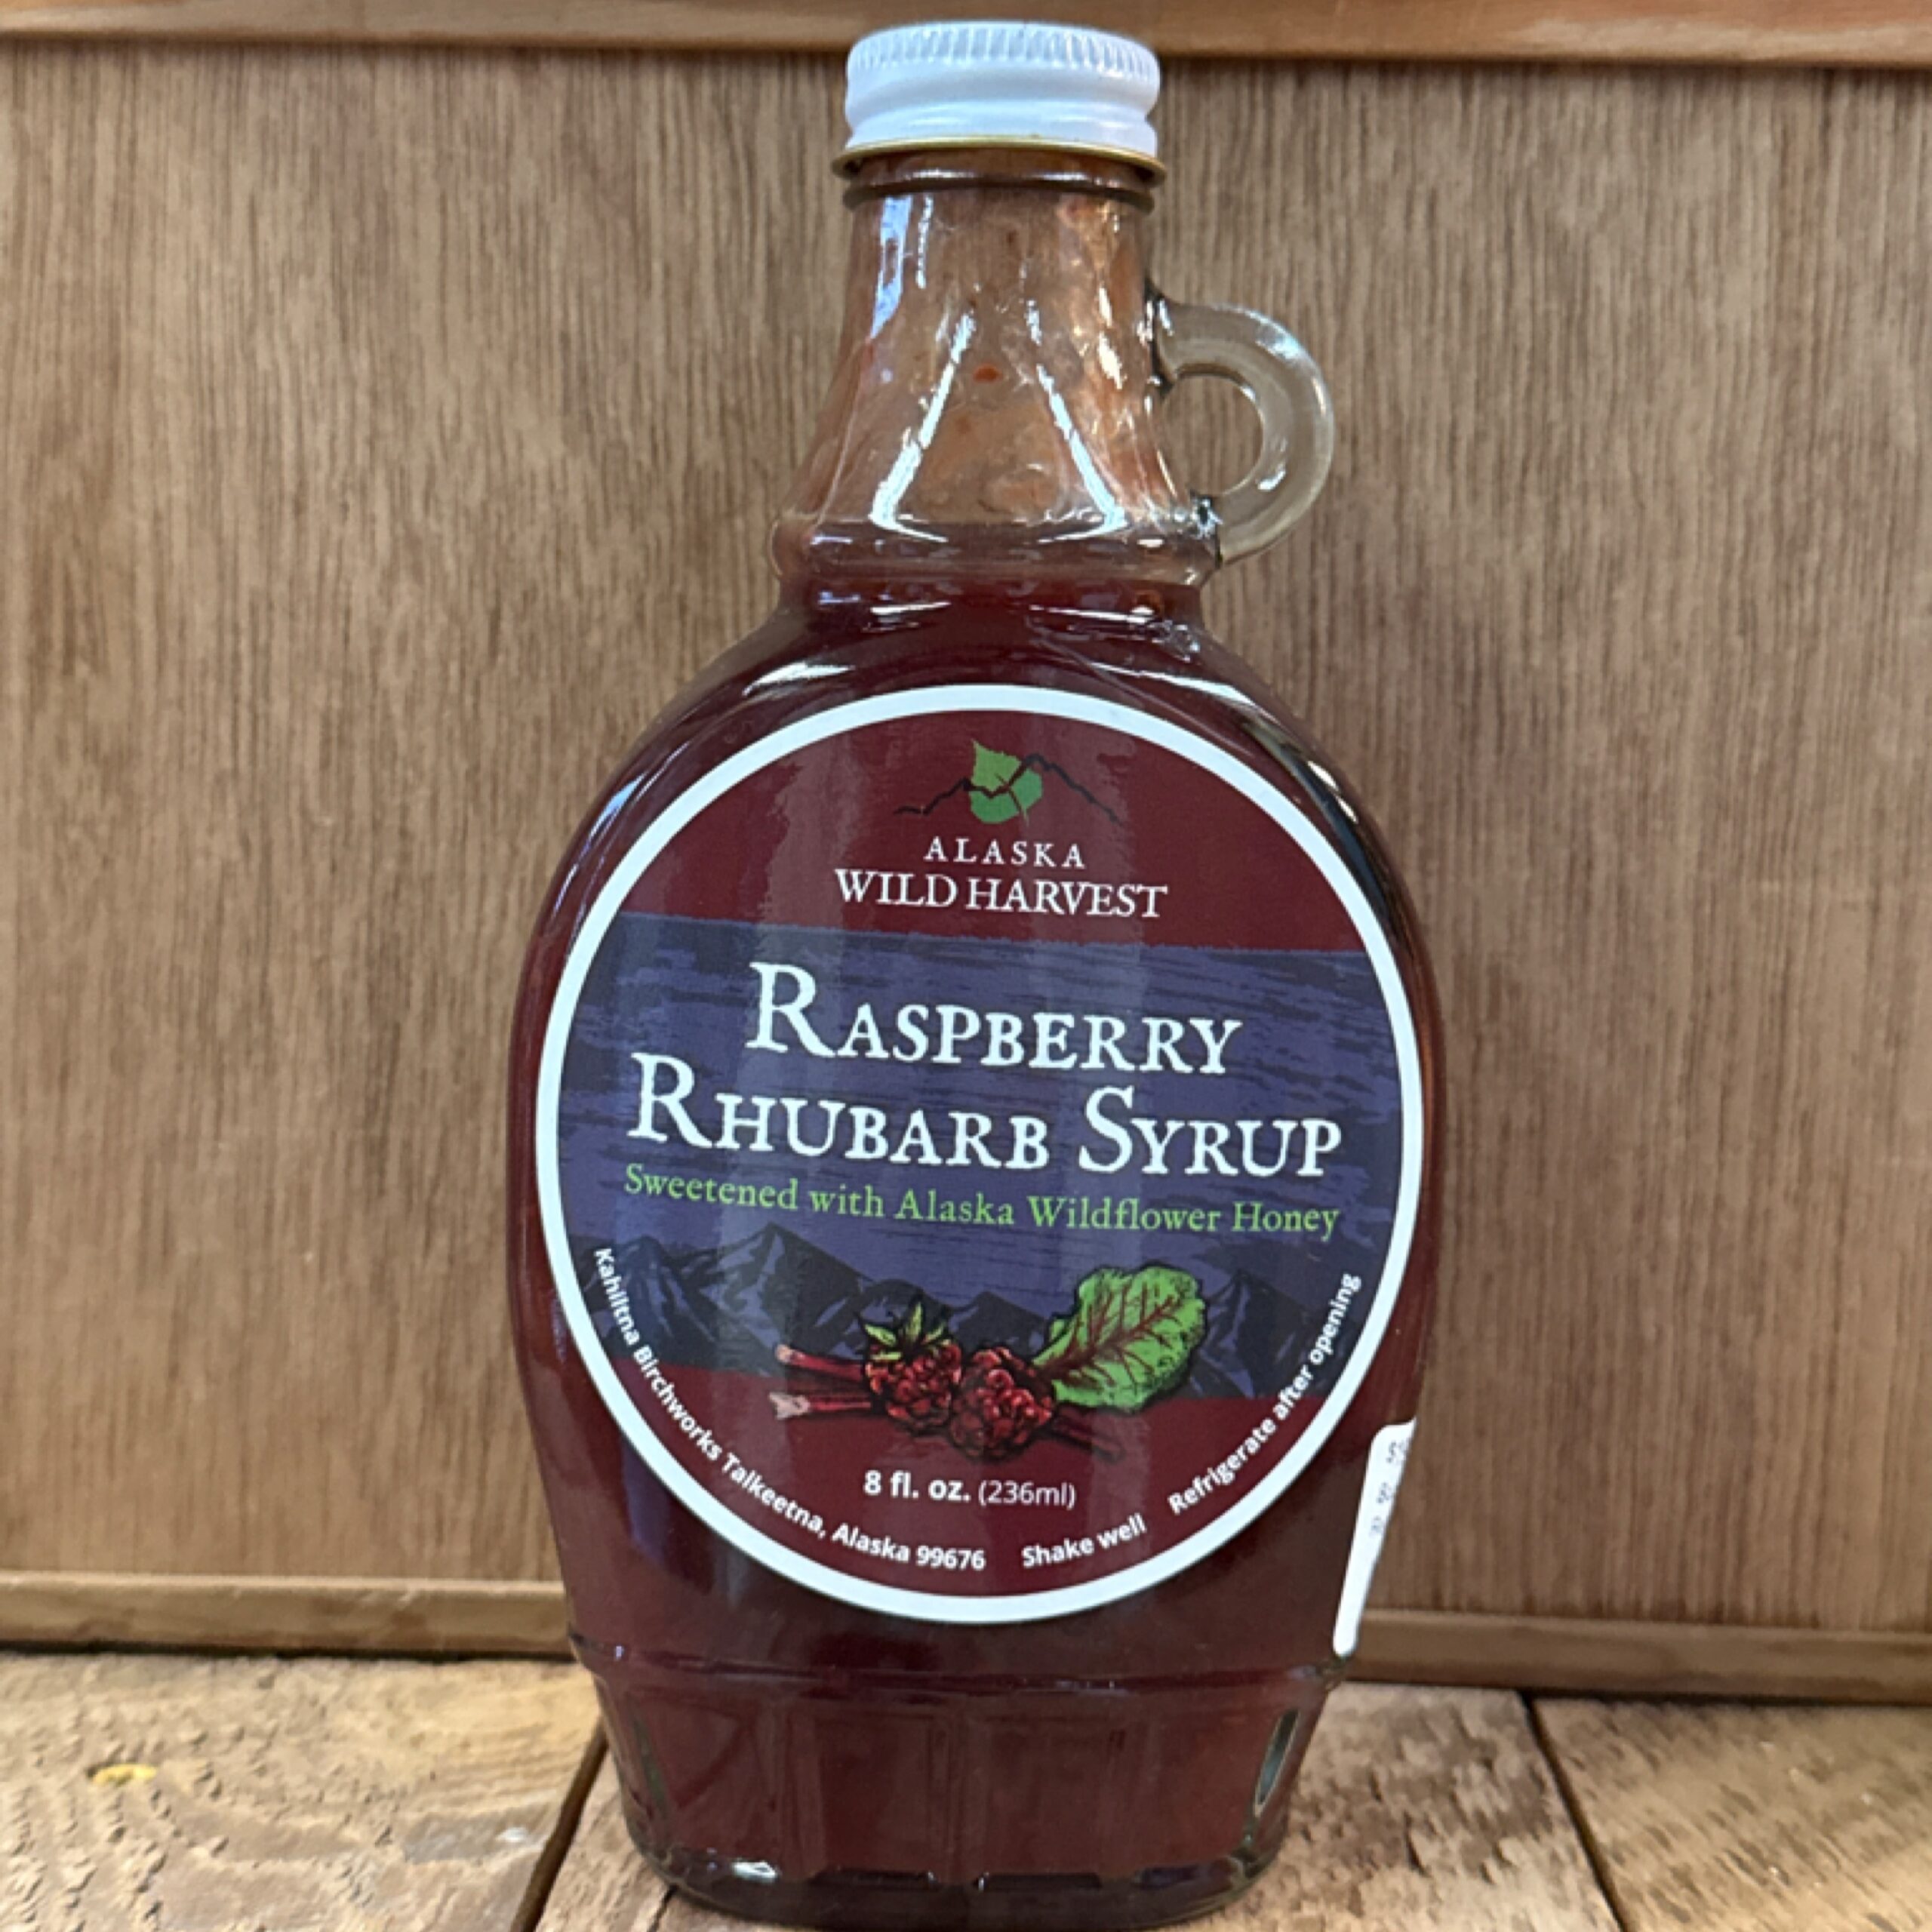 ALASKA
WILD HARVEST
RASPBERRY
RHUBARB SYRUP
Sweetened with Alaska Wildflower Honey
8 fl. oz. (236ml)
Kahiltna Birchworks Talkeetna, Alaska 99676 Shake well Refrigerate after opening